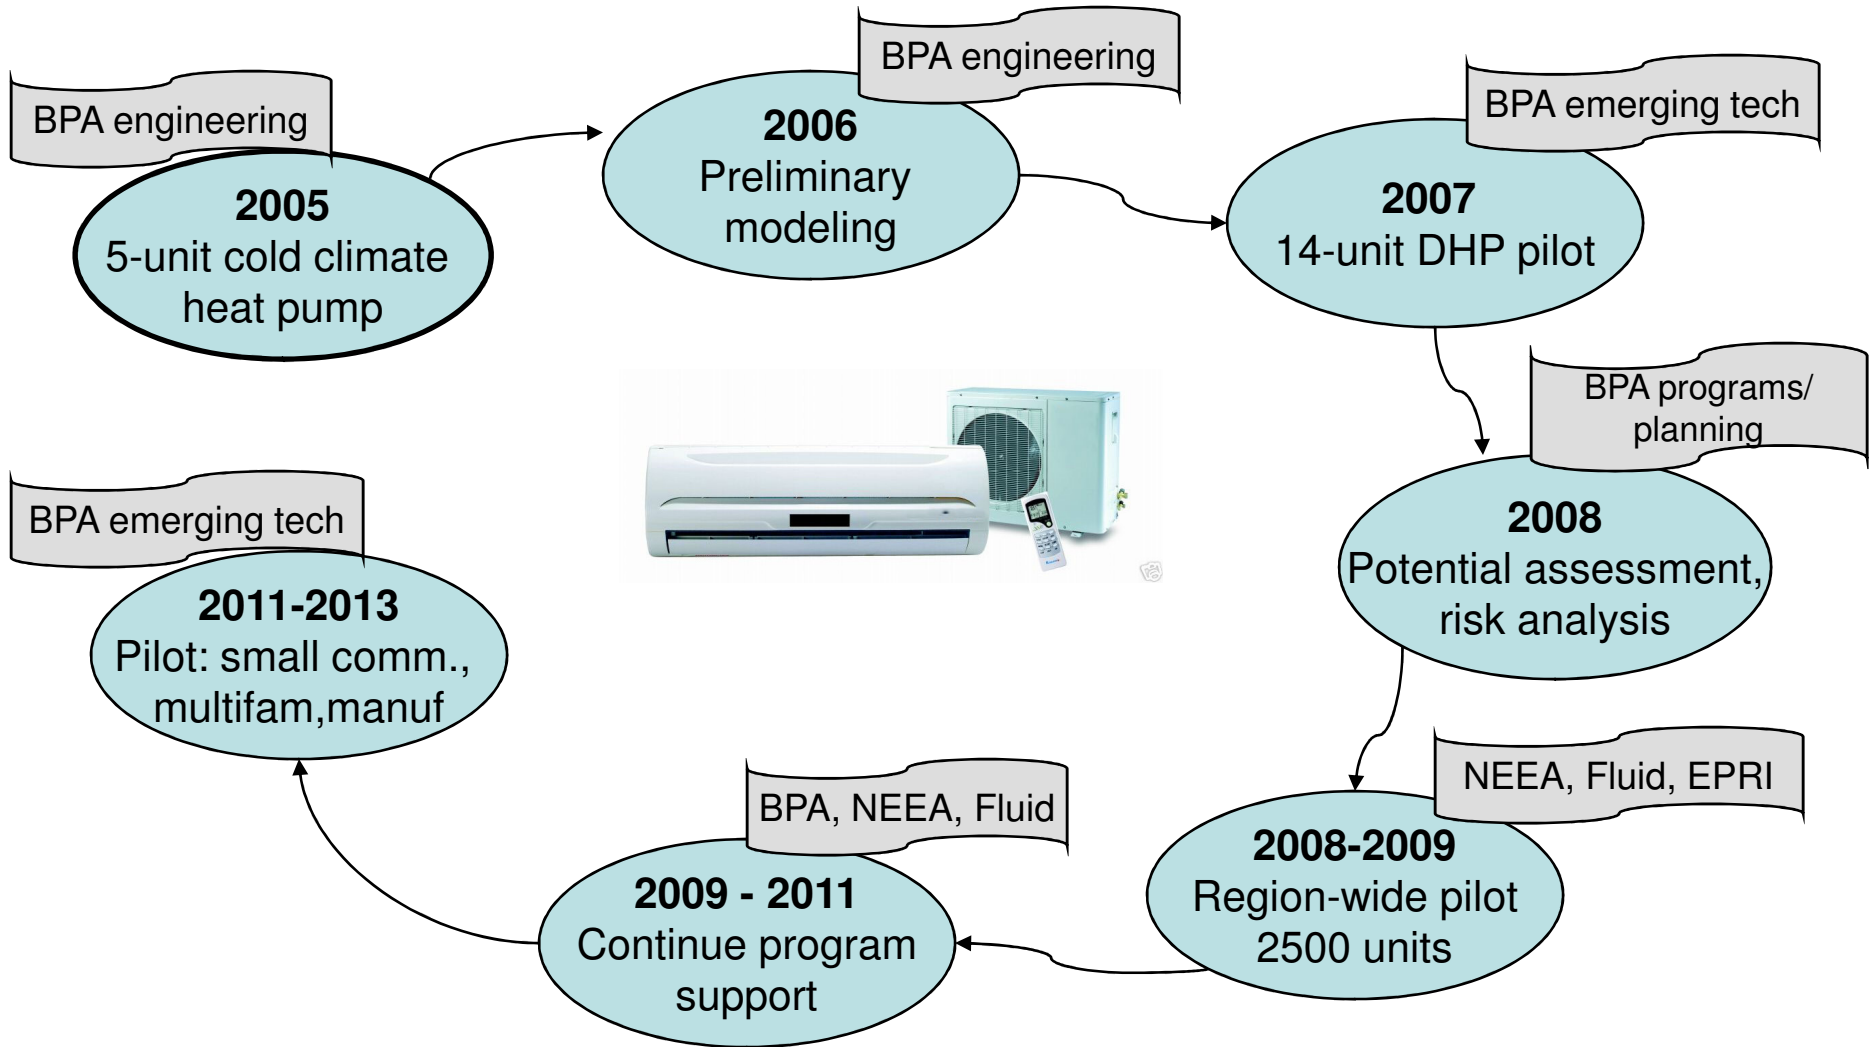 BPA engineering
2005
5-unit cold climate
heat pump
BPA engineering
2006
Preliminary
modeling
BPA emerging tech
2007
14-unit DHP pilot
BPA programs/
planning
2008
Potential assessment,
risk analysis
NEEA, Fluid, EPRI
2008-2009
Region-wide pilot
2500 units
BPA, NEEA, Fluid
2009 - 2011
Continue program
support
BPA emerging tech
2011-2013
Pilot: small comm.,
multifam,manuf